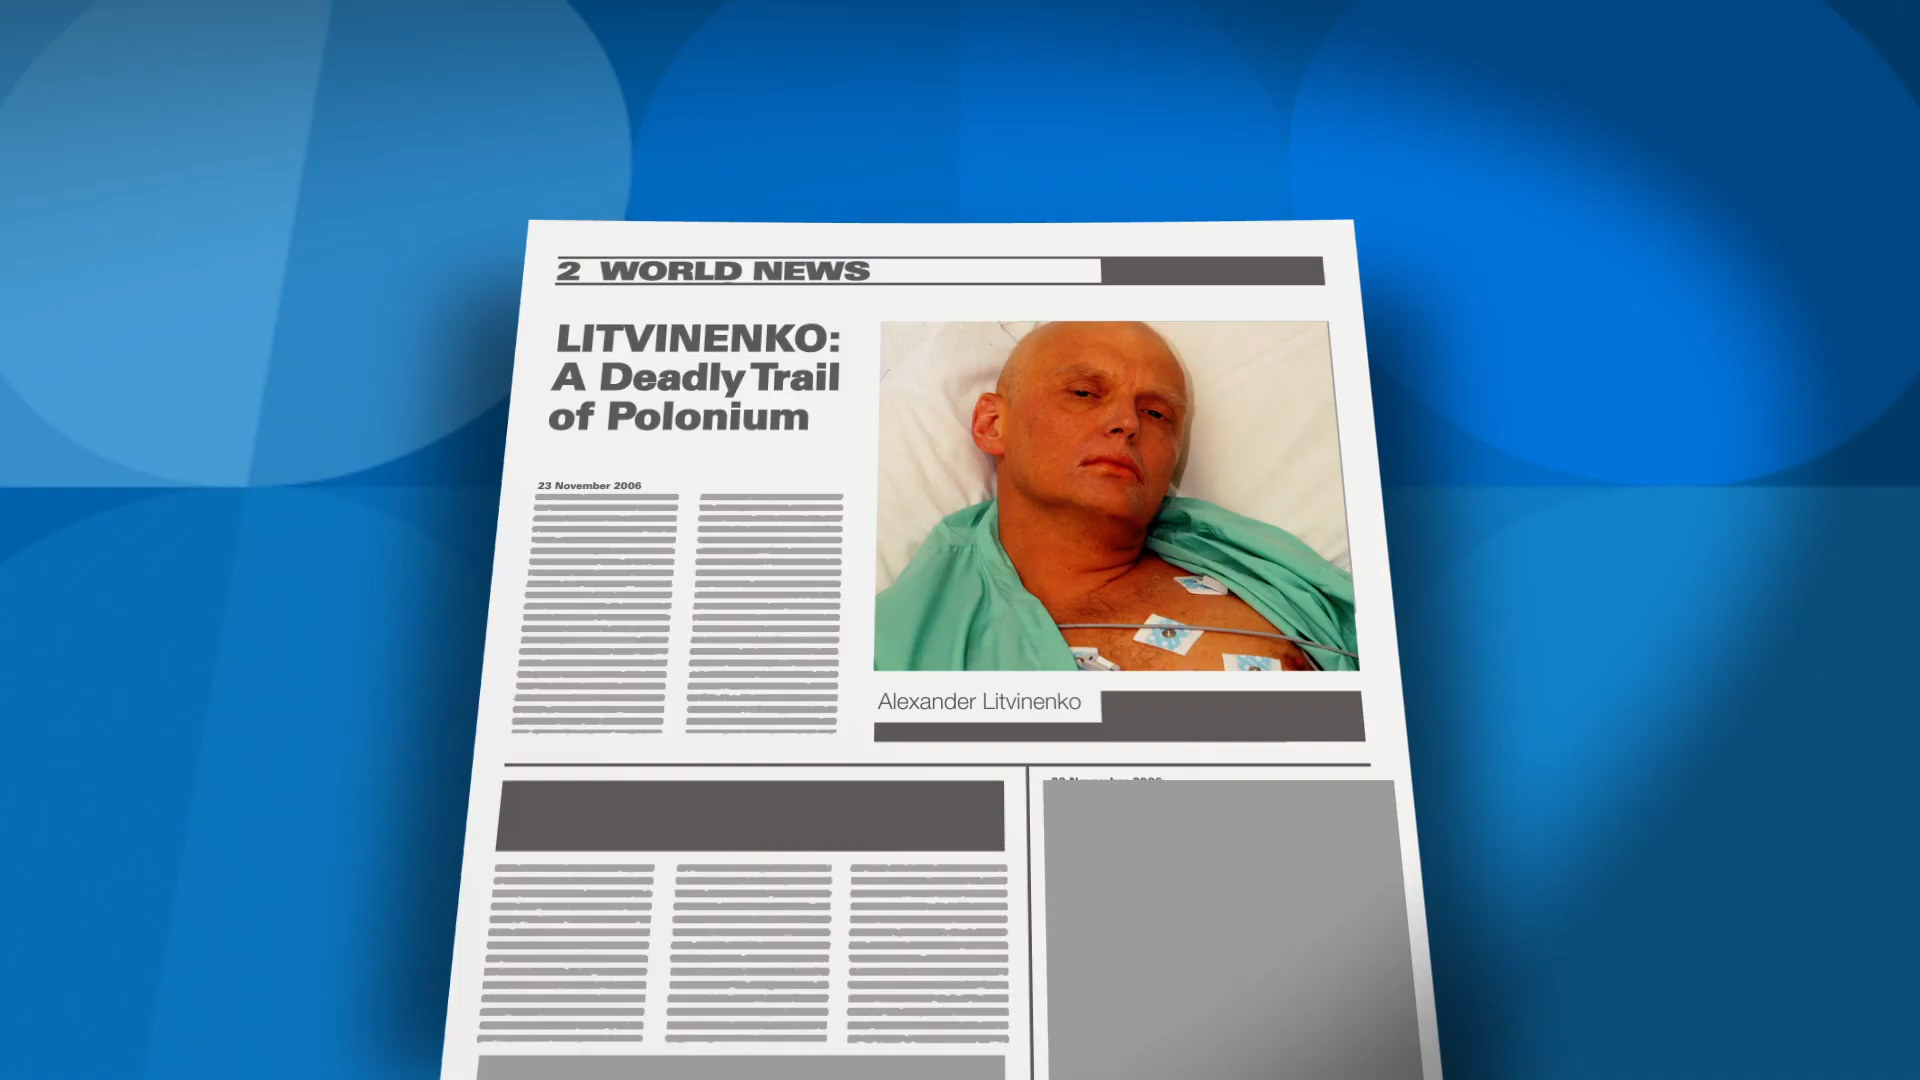 2 WORLD NEWS
LITVINENKO:
A Deadly Trail
of Polonium
23 November 2006
Alexander Litvinenko